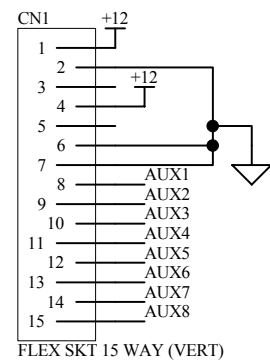 CN1
+12
1
2
3
+12
4
5
6
7
8 AUX1
9 AUX2
10 AUX3
11 AUX4
12 AUX5
13 AUX6
14 AUX7
15 AUX8
FLEX SKT 15 WAY (VERT)